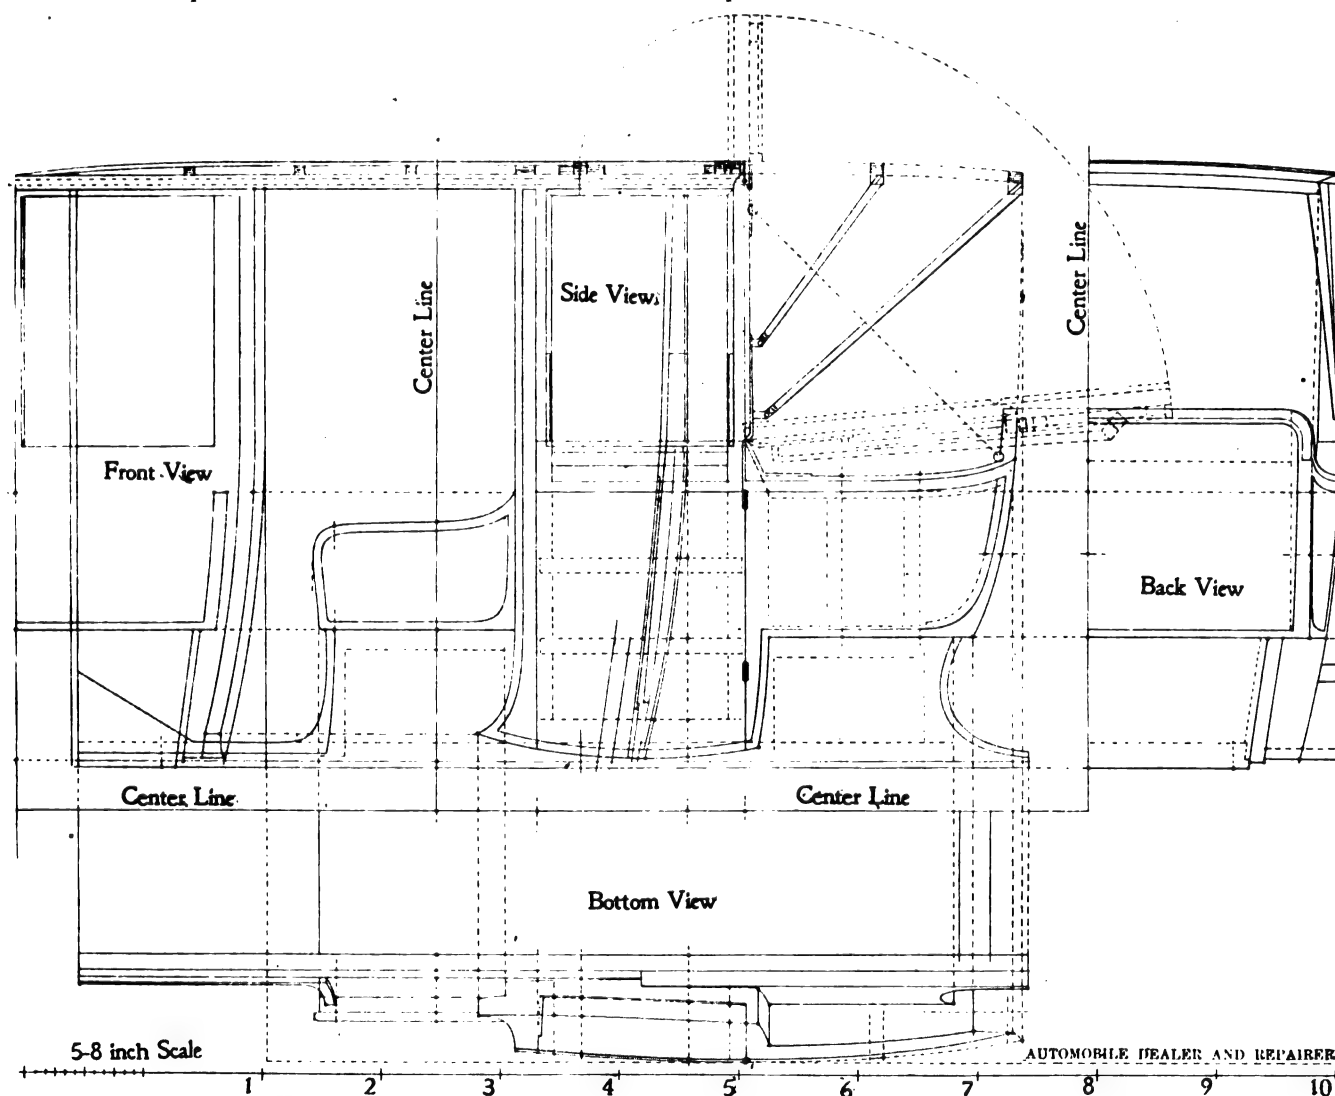 Center Line
Side View
Center Line
Front View
Back View
Center Line
Center Line
Bottom View
5-8 inch Scale
AUTOMOBILE DEALER AND REPAIRER
1 2 3 4 5 6 7 8 9 10